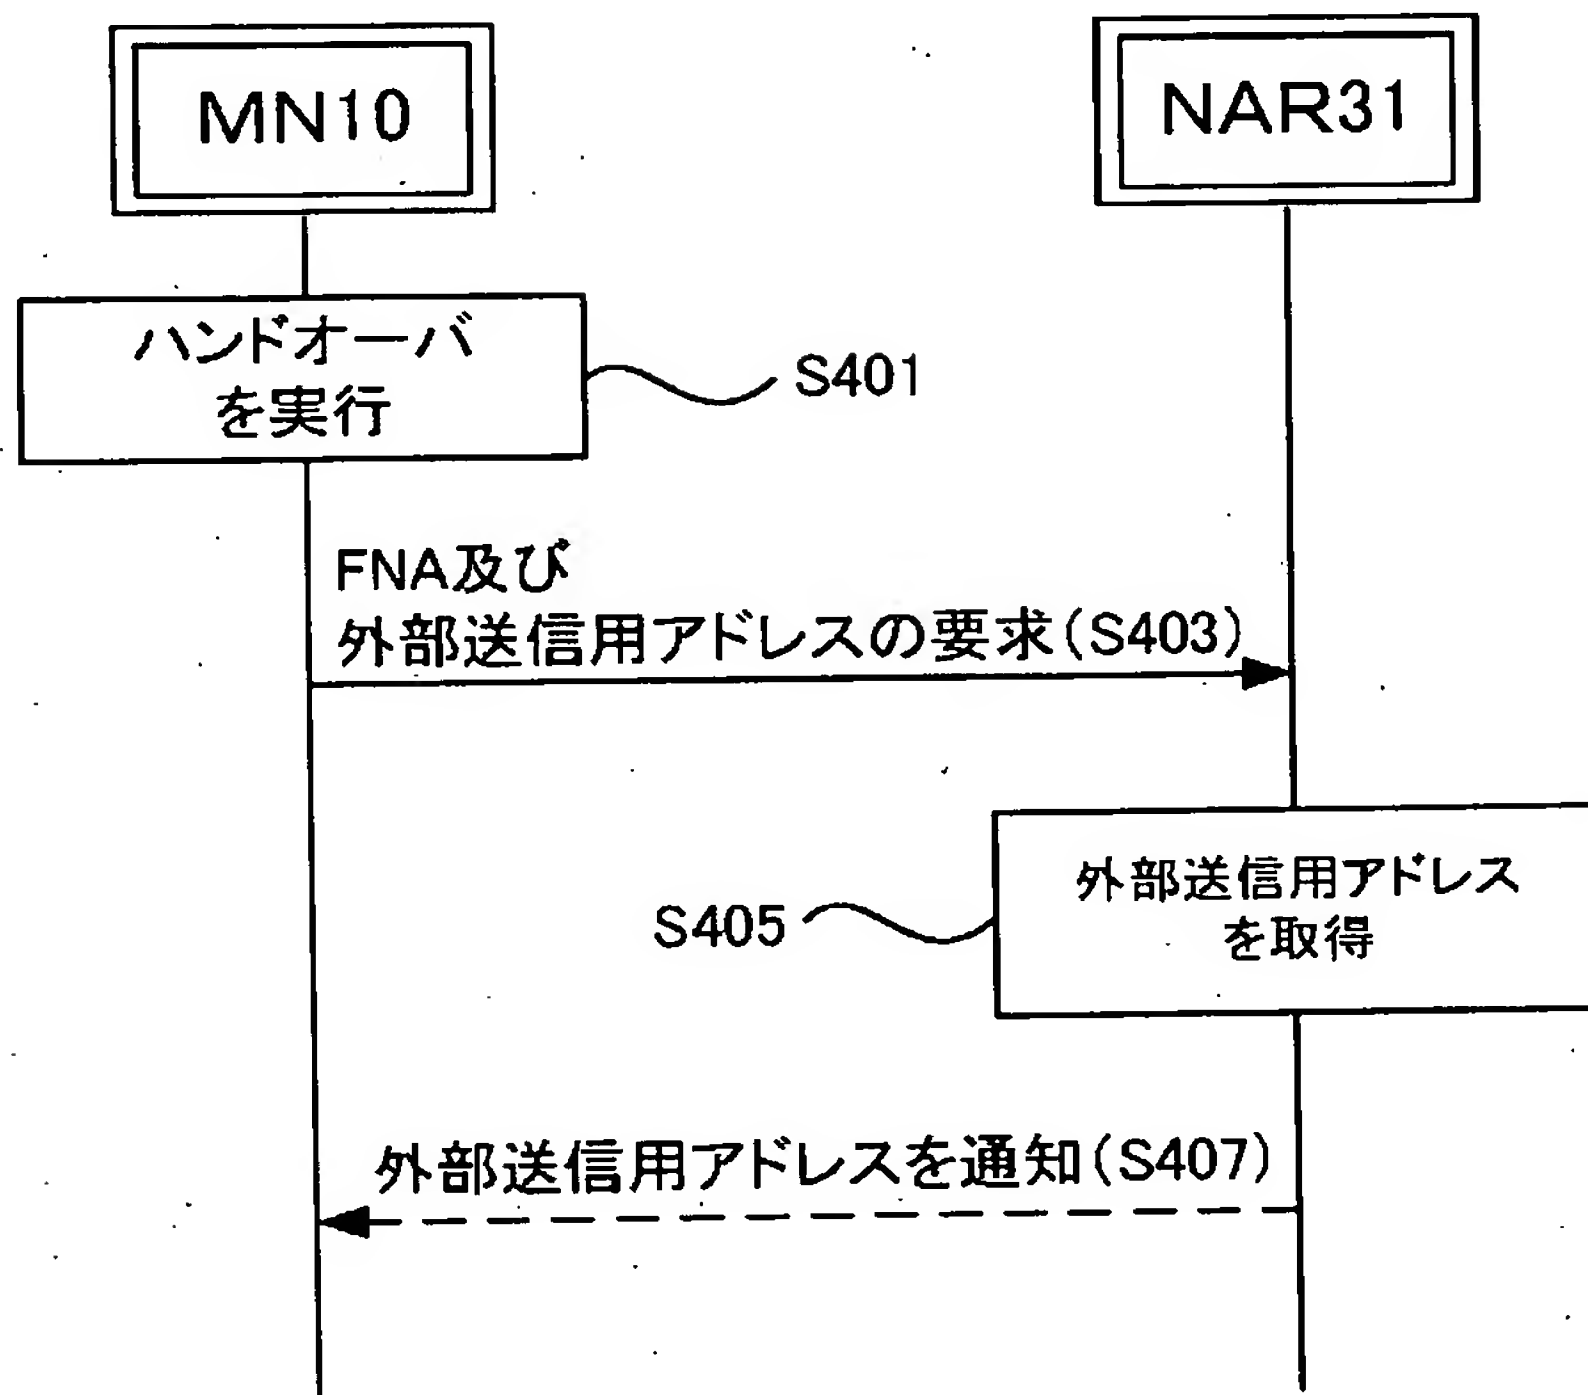 MN10
NAR31
ハンドオーバ
を実行
S401
FNA及び
外部送信用アドレスの要求(S403)
外部送信用アドレス
を取得
S405
外部送信用アドレスを通知(S407)